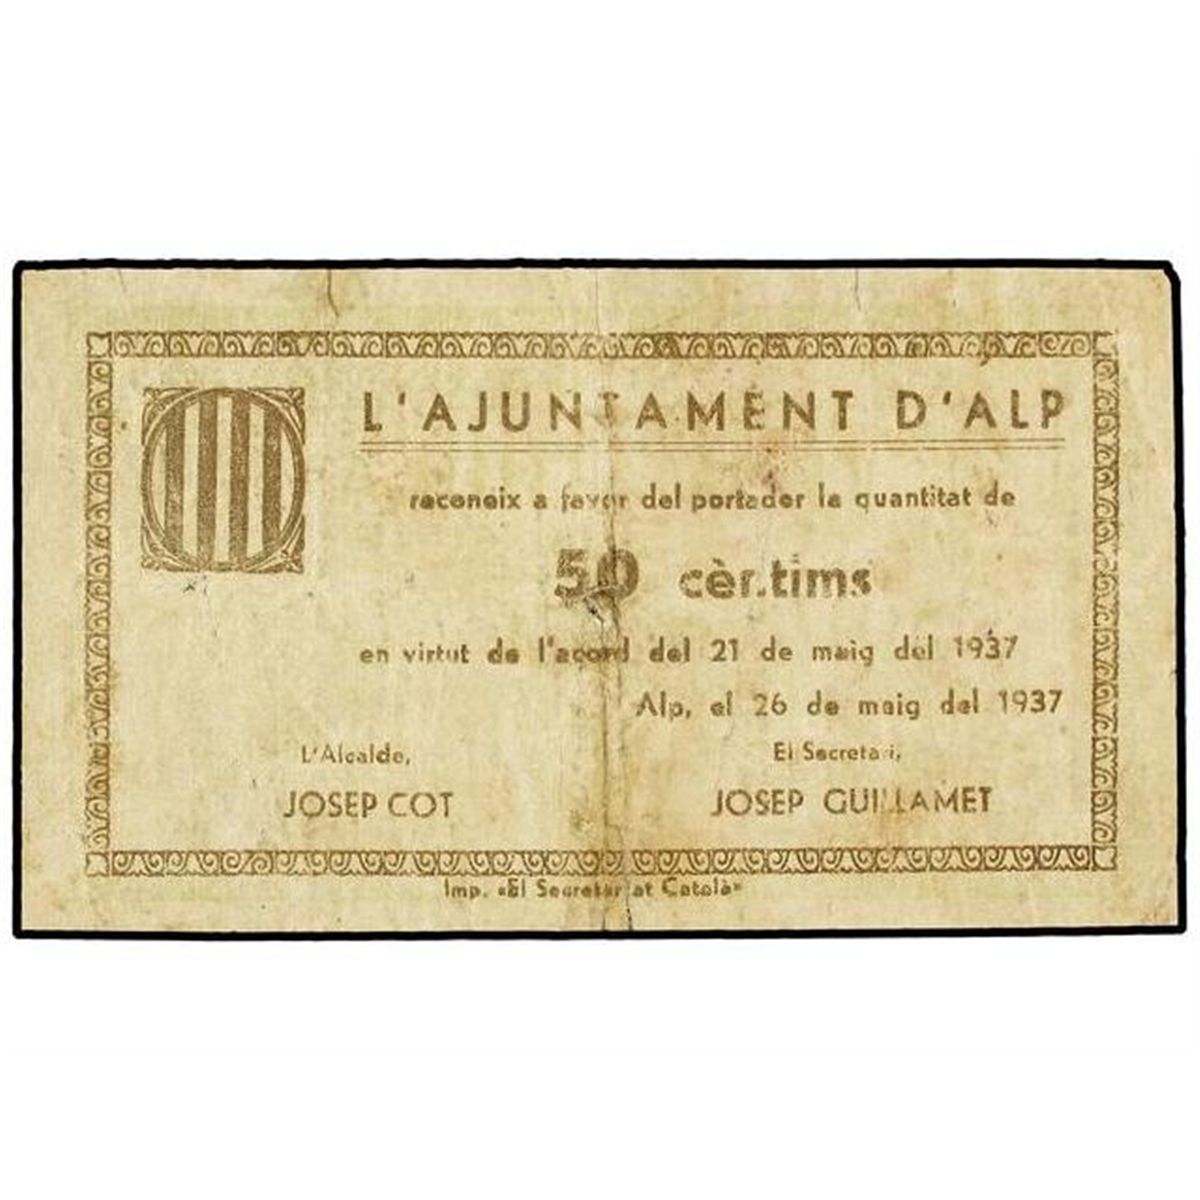 L'AJUNTAMENT D'ALP
reconeix a favor del portador la quantitat de
50 cèntims
en virtut de l'acord del 21 de maig del 1937
Alp, el 26 de maig del 1937
L'Alcalde,
El Secretari,
JOSEP COT
JOSEP GUILLAMET
Imp. «El Secretariat Català»